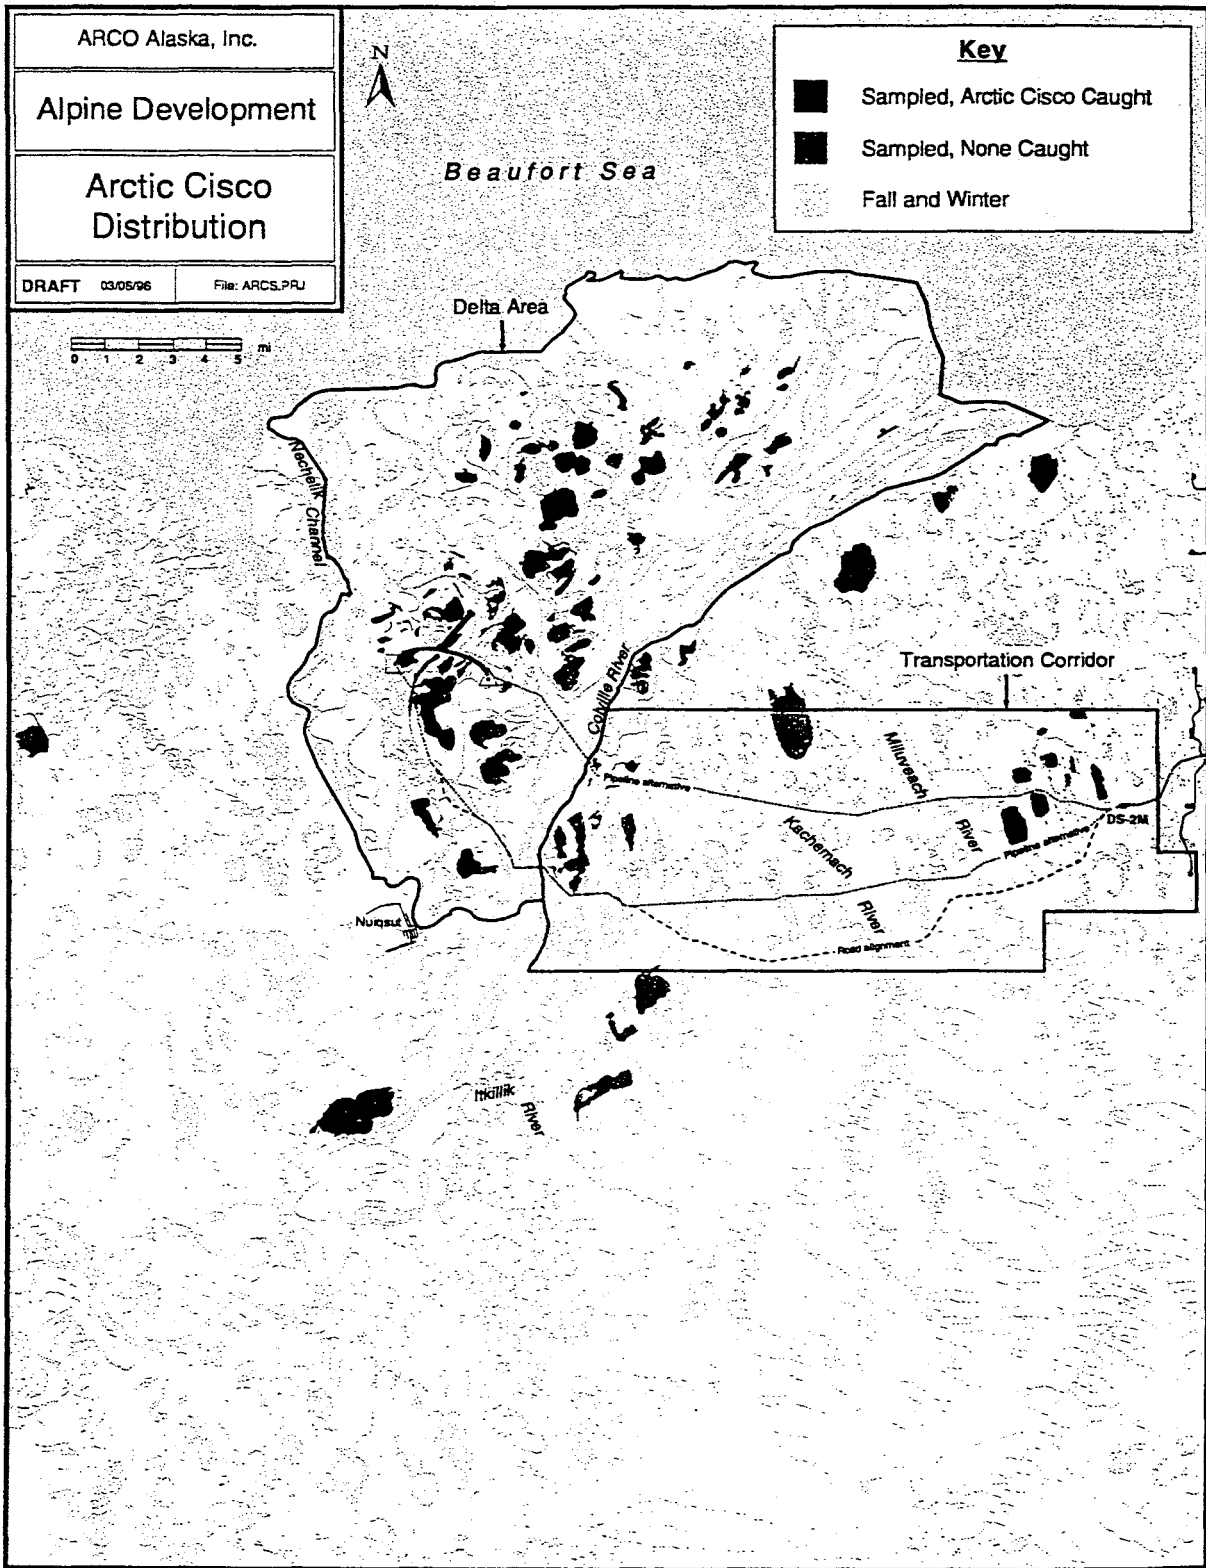 ARCO Alaska, Inc.
Alpine Development
Arctic Cisco
Distribution
DRAFT 03/05/96 File: ARCS.PRJ
N
Key
Sampled, Arctic Cisco Caught
Sampled, None Caught
Fall and Winter
Beaufort Sea
0 1 2 3 4 5 mi
Delta Area
Nechelik Channel
Colville River
Transportation Corridor
Miluveach
River
Pipeline alternative
Kachemach
River
DS-2M
Pipeline alternative
Road alignment
Nuiqsut
Itkillik
River